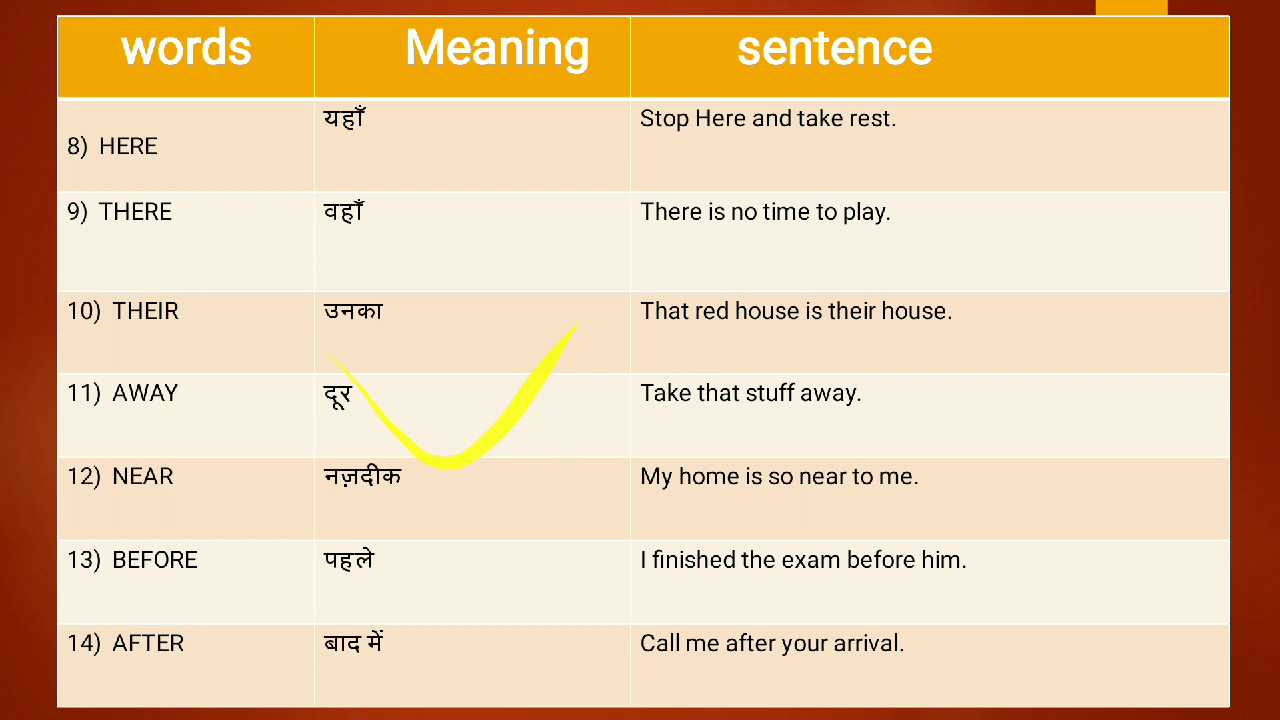 words Meaning sentence
8) HERE यहाँ Stop Here and take rest.
9) THERE वहाँ There is no time to play.
10) THEIR उनका That red house is their house.
11) AWAY दूर Take that stuff away.
12) NEAR नज़दीक My home is so near to me.
13) BEFORE पहले I finished the exam before him.
14) AFTER बाद में Call me after your arrival.